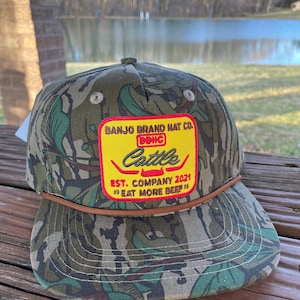 BANJO BRAND HAT CO.
BBHC
Cattle
EST. COMPANY 2021
"EAT MORE BEEF"